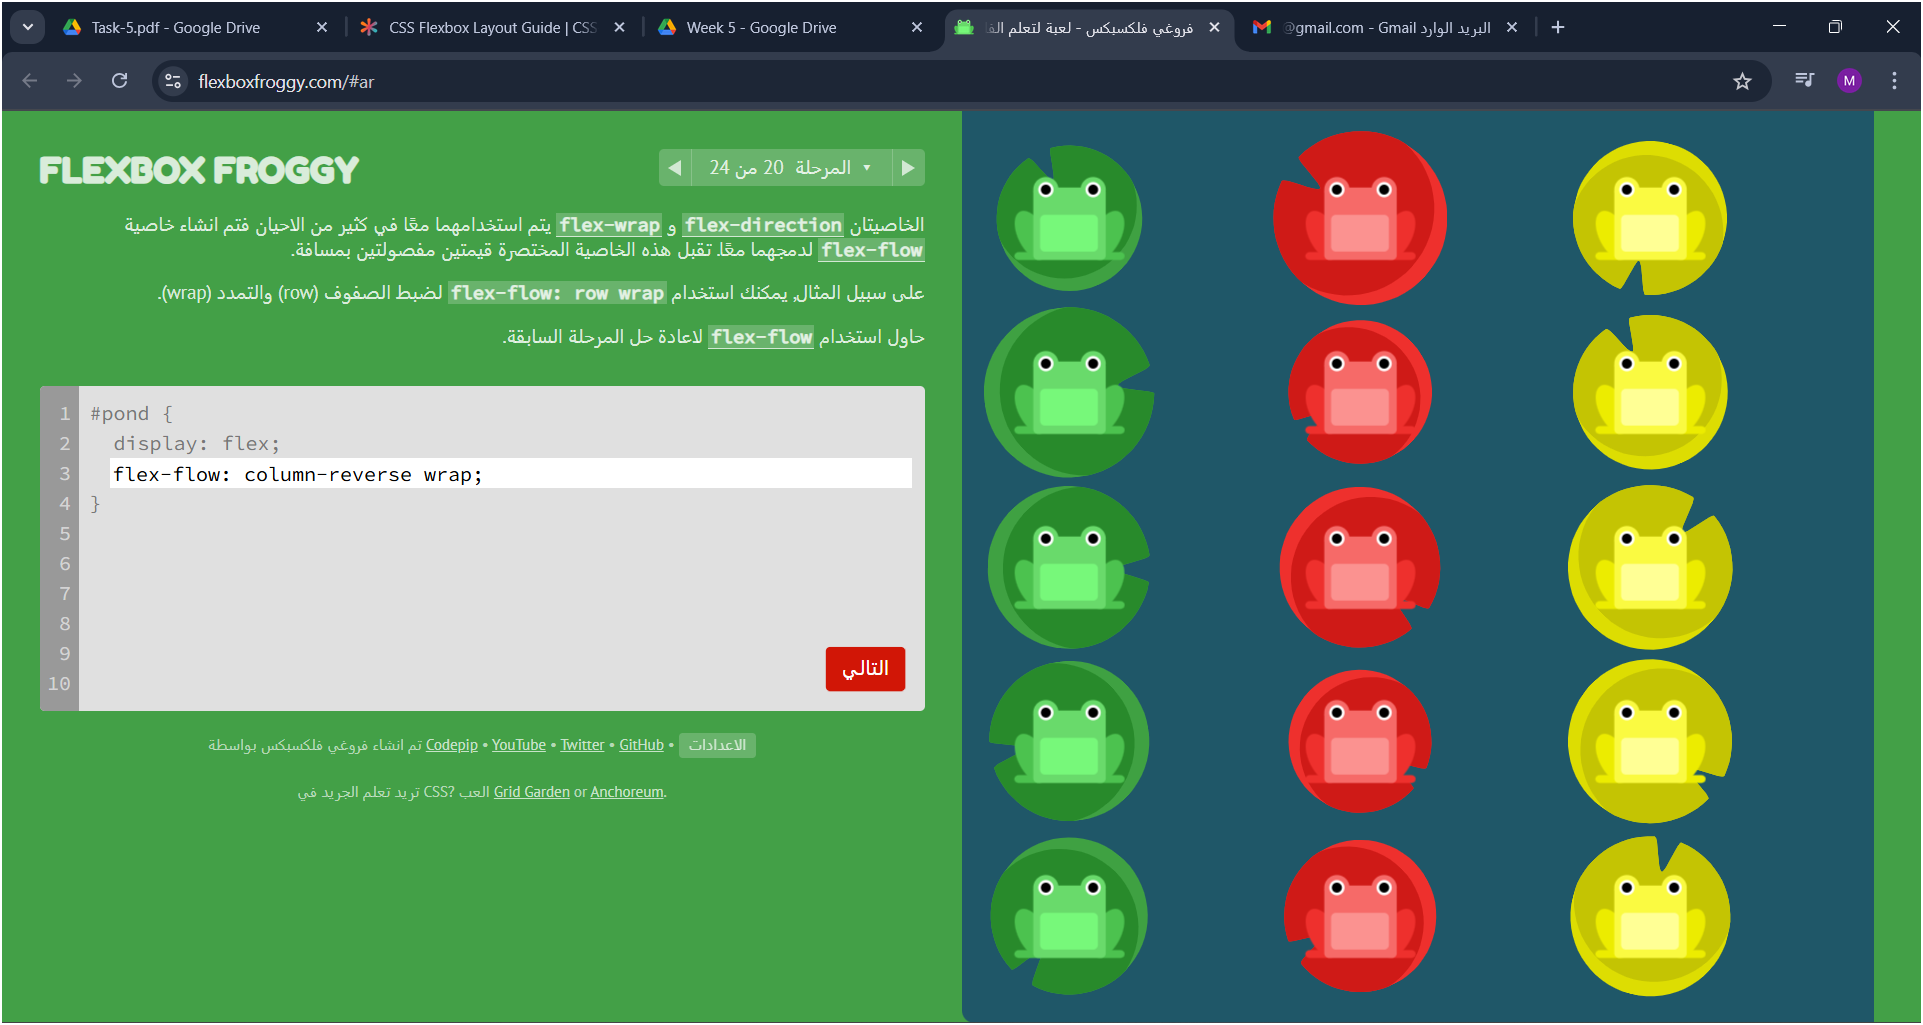 Task-5.pdf - Google Drive
CSS Flexbox Layout Guide | CSS
Week 5 - Google Drive
فروغي فلكسبكس - لعبة لتعلم الف
البريد الوارد @gmail.com - Gmail
flexboxfroggy.com/#ar
M
FLEXBOX FROGGY
المرحلة 20 من 24
الخاصيتان flex-direction و flex-wrap يتم استخدامهما معًا في كثير من الاحيان فتم انشاء خاصية
flex-flow لدمجهما معًا. تقبل هذه الخاصية المختصرة قيمتين مفصولتين بمسافة.
على سبيل المثال, يمكنك استخدام flex-flow: row wrap لضبط الصفوف (row) والتمدد (wrap).
حاول استخدام flex-flow لاعادة حل المرحلة السابقة.
1 #pond {
2 display: flex;
3 flex-flow: column-reverse wrap;
4 }
5
6
7
8
9
10
التالي
تم انشاء فروغي فلكسبكس بواسطة Codepip • YouTube • Twitter • GitHub • الاعدادات
تريد تعلم الجريد في CSS? العب Grid Garden or Anchoreum.